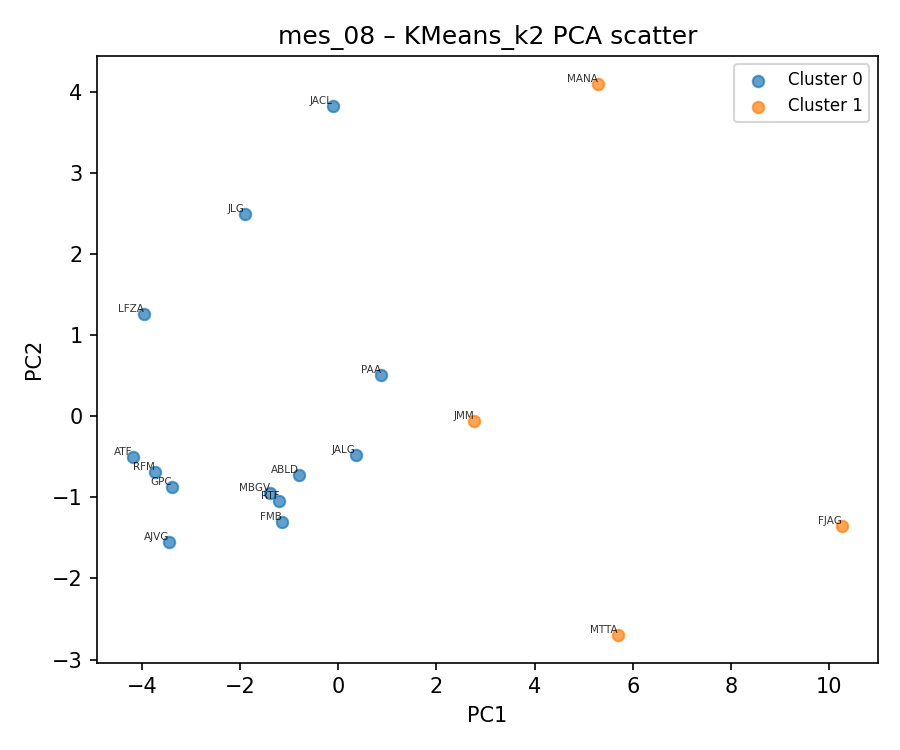 mes_08 – KMeans_k2 PCA scatter
MANA
Cluster 0
Cluster 1
JACL
JLG
LFZA
PAA
JMM
JALG
ATF
RFM
GPC
ABLD
MBGV
RTF
FMB
AJVG
FJAG
MTTA
4
3
2
1
0
−1
−2
−3
PC2
−4 −2 0 2 4 6 8 10
PC1